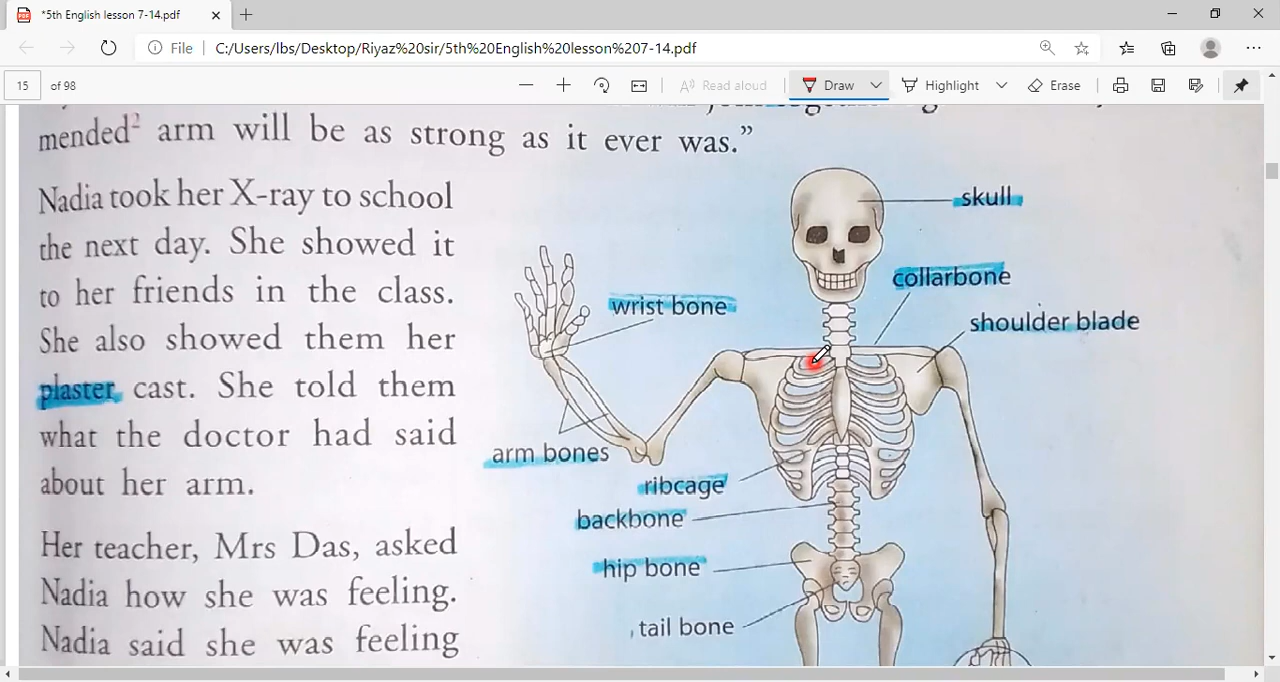 *5th English lesson 7-14.pdf
File
C:/Users/lbs/Desktop/Riyaz%20sir/5th%20English%20lesson%207-14.pdf
15 of 98
Read aloud
Draw
Highlight
Erase
mended² arm will be as strong as it ever was.”
Nadia took her X-ray to school
the next day. She showed it
to her friends in the class.
She also showed them her
plaster cast. She told them
what the doctor had said
about her arm.
Her teacher, Mrs Das, asked
Nadia how she was feeling.
Nadia said she was feeling
skull
collarbone
wrist bone
shoulder blade
arm bones
ribcage
backbone
hip bone
tail bone